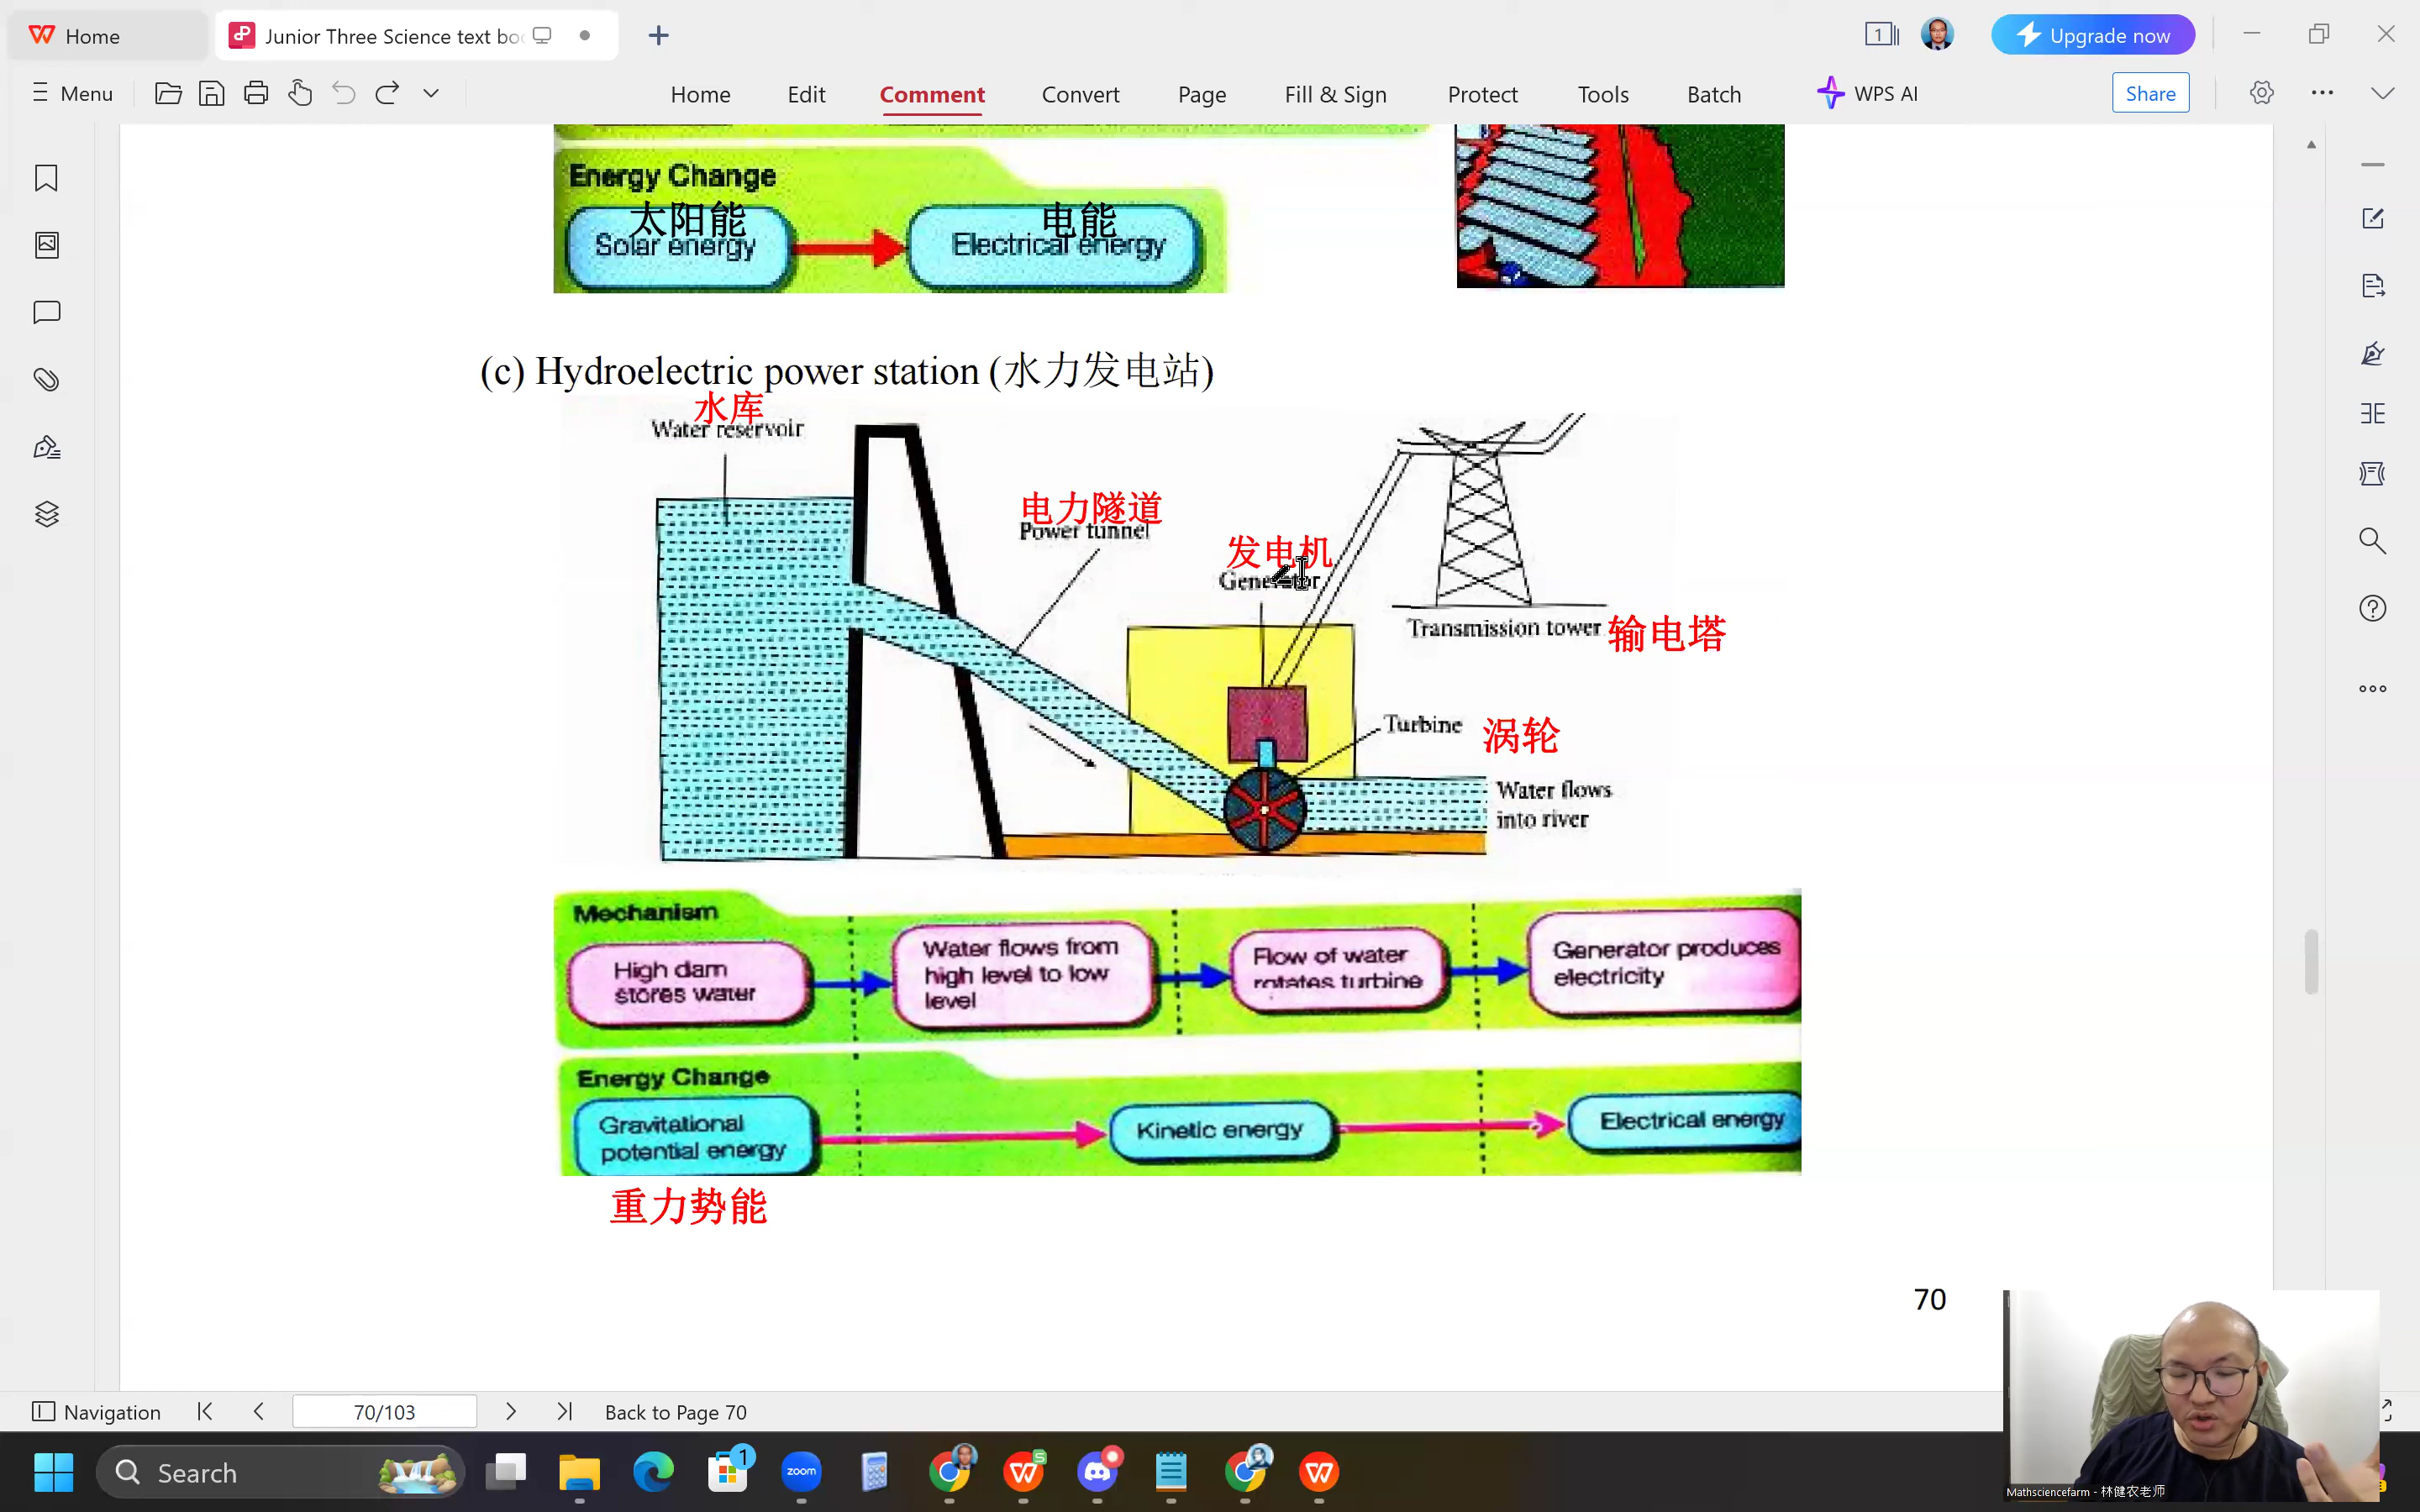 Home
Junior Three Science text boo
1
Upgrade now
Menu
Home
Edit
Comment
Convert
Page
Fill & Sign
Protect
Tools
Batch
WPS AI
Share
Energy Change
太阳能
电能
Solar energy
Electrical energy
(c) Hydroelectric power station (水力发电站)
水库
Water reservoir
电力隧道
Power tunnel
发电机
Generator
Transmission tower
输电塔
Turbine
涡轮
Water flows
into river
Mechanism
High dam
stores water
Water flows from
high level to low
level
Flow of water
rotates turbine
Generator produces
electricity
Energy Change
Gravitational
potential energy
Kinetic energy
Electrical energy
重力势能
70
Navigation
70/103
Back to Page 70
Search
1
zoom
Mathsciencefarm - 林健农老师